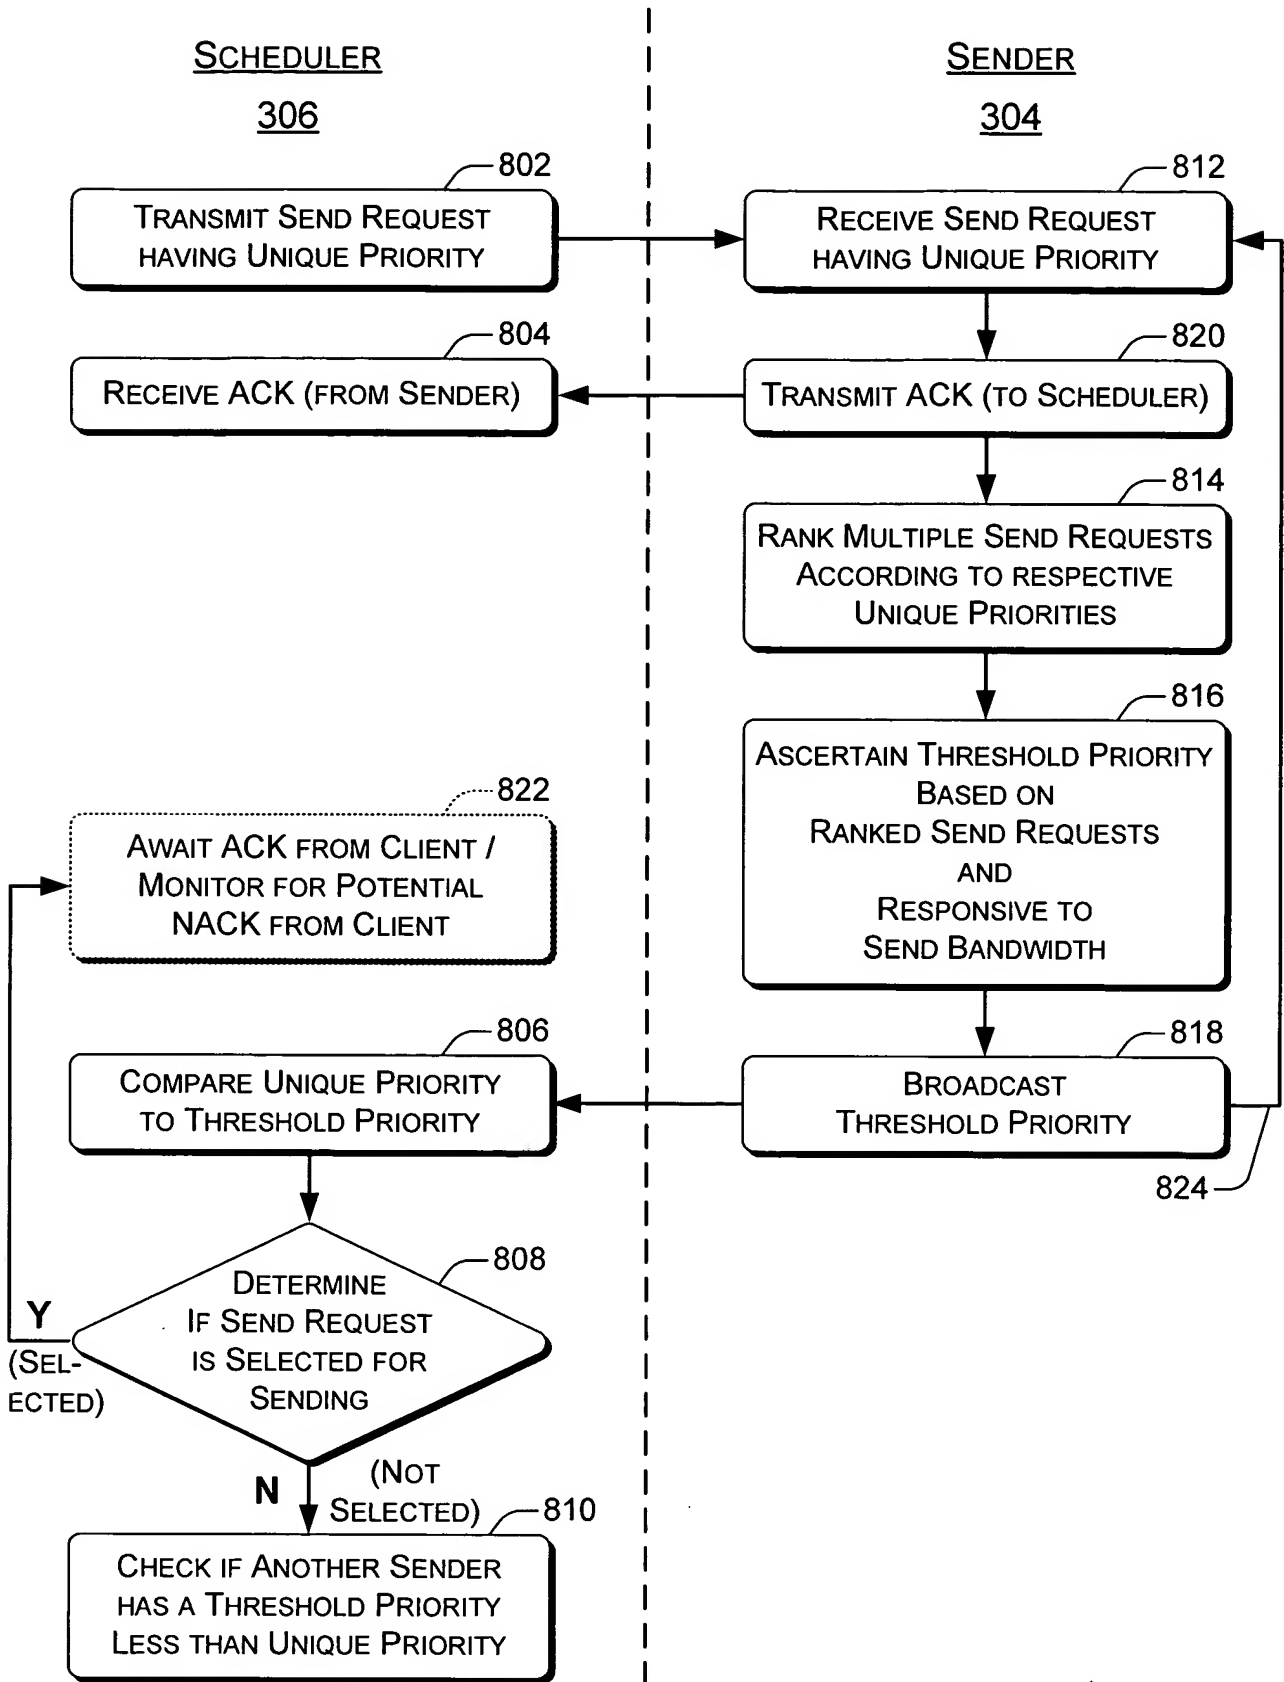 SCHEDULER
306
SENDER
304
802
TRANSMIT SEND REQUEST
HAVING UNIQUE PRIORITY
812
RECEIVE SEND REQUEST
HAVING UNIQUE PRIORITY
804
RECEIVE ACK (FROM SENDER)
820
TRANSMIT ACK (TO SCHEDULER)
814
RANK MULTIPLE SEND REQUESTS
ACCORDING TO RESPECTIVE
UNIQUE PRIORITIES
816
ASCERTAIN THRESHOLD PRIORITY
BASED ON
RANKED SEND REQUESTS
AND
RESPONSIVE TO
SEND BANDWIDTH
822
AWAIT ACK FROM CLIENT /
MONITOR FOR POTENTIAL
NACK FROM CLIENT
806
COMPARE UNIQUE PRIORITY
TO THRESHOLD PRIORITY
818
BROADCAST
THRESHOLD PRIORITY
824
808
DETERMINE
IF SEND REQUEST
IS SELECTED FOR
SENDING
Y
(SEL-
ECTED)
N
(NOT
SELECTED)
810
CHECK IF ANOTHER SENDER
HAS A THRESHOLD PRIORITY
LESS THAN UNIQUE PRIORITY